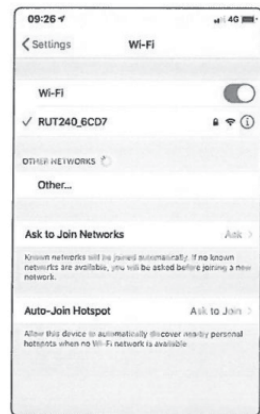 09:26 4G
Settings Wi-Fi
Wi-Fi
RUT240_6CD7
OTHER NETWORKS
Other...
Ask to Join Networks Ask
Known networks will be joined automatically. If no known
networks are available, you will be asked before joining a new
network.
Auto-Join Hotspot Ask to Join
Allow this device to automatically discover nearby personal
hotspots when no Wi-Fi network is available